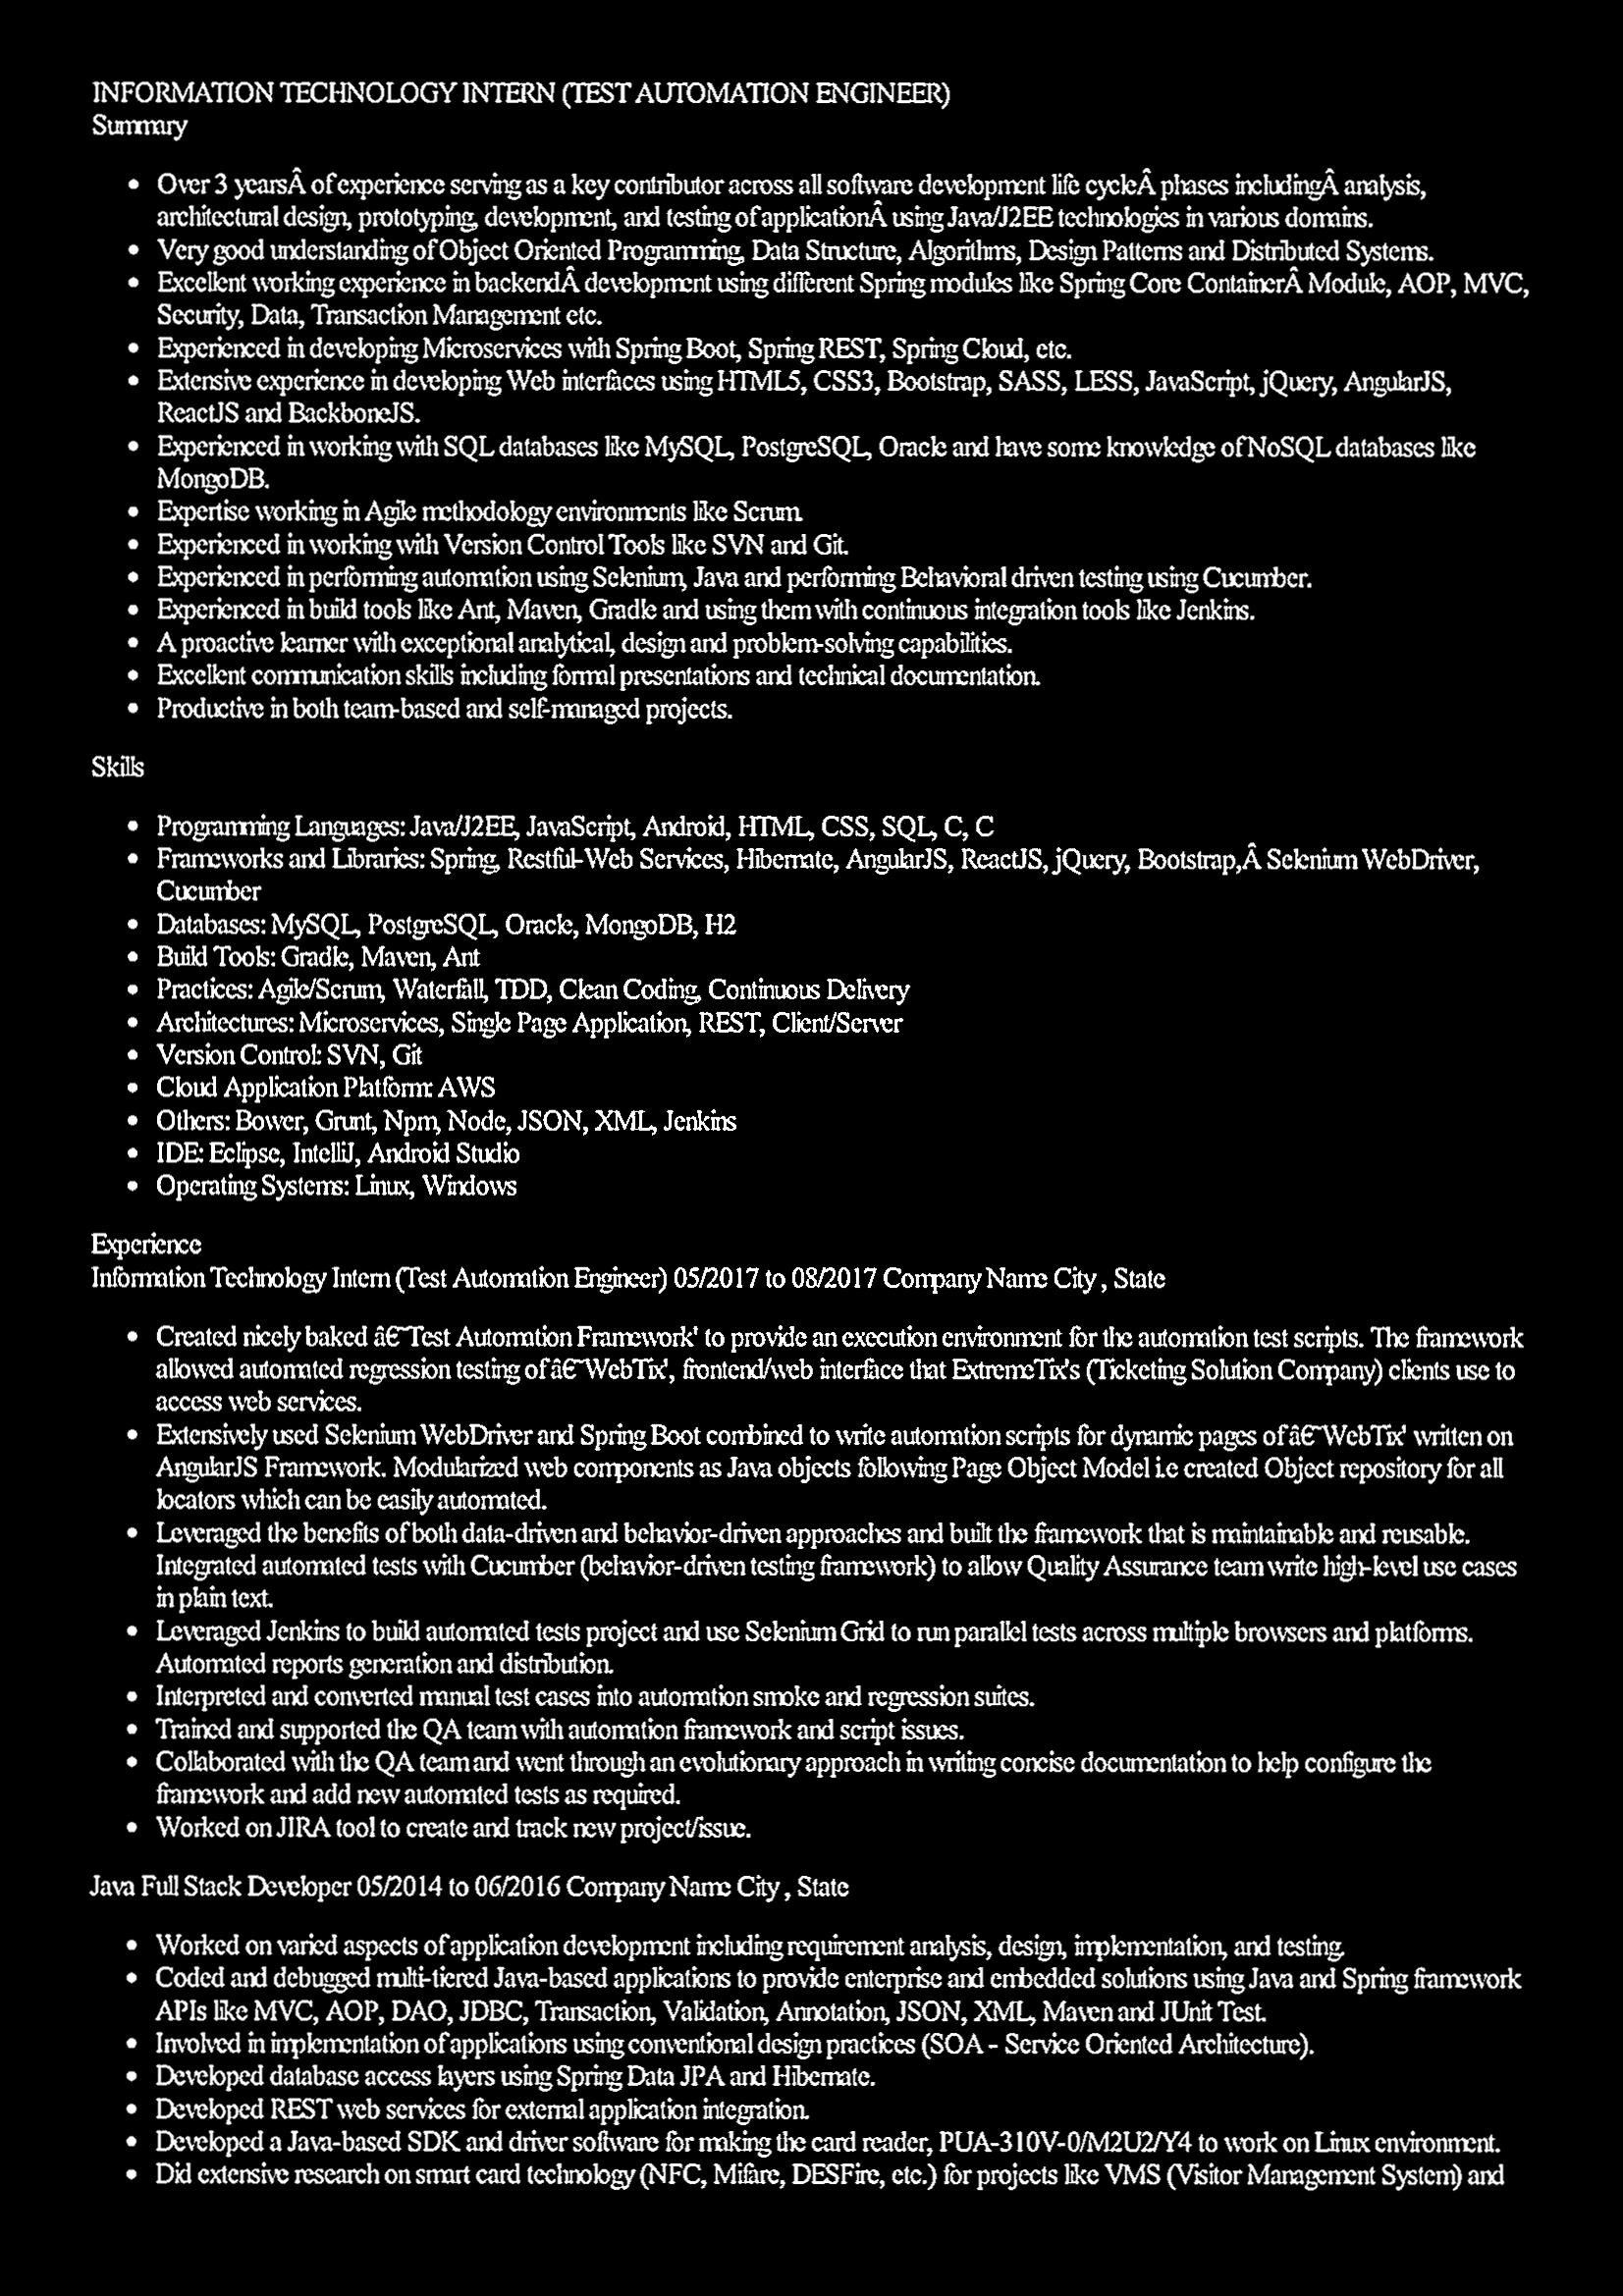 INFORMATION TECHNOLOGY INTERN (TEST AUTOMATION ENGINEER)
Summary
• Over 3 yearsÂ of experience serving as a key contributor across all software development life cycleÂ phases includingÂ analysis,
architectural design, prototyping, development, and testing of applicationÂ using Java/J2EE technologies in various domains.
• Very good understanding of Object Oriented Programming, Data Structure, Algorithms, Design Patterns and Distributed Systems.
• Excellent working experience in backendÂ development using different Spring modules like Spring Core ContainerÂ Module, AOP, MVC,
Security, Data, Transaction Management etc.
• Experienced in developing Microservices with Spring Boot, Spring REST, Spring Cloud, etc.
• Extensive experience in developing Web interfaces using HTML5, CSS3, Bootstrap, SASS, LESS, JavaScript, jQuery, AngularJS,
ReactJS and BackboneJS.
• Experienced in working with SQL databases like MySQL, PostgreSQL, Oracle and have some knowledge of NoSQL databases like
MongoDB.
• Expertise working in Agile methodology environments like Scrum.
• Experienced in working with Version Control Tools like SVN and Git.
• Experienced in performing automation using Selenium, Java and performing Behavioral driven testing using Cucumber.
• Experienced in build tools like Ant, Maven, Gradle and using them with continuous integration tools like Jenkins.
• A proactive learner with exceptional analytical, design and problem-solving capabilities.
• Excellent communication skills including formal presentations and technical documentation.
• Productive in both team-based and self-managed projects.
Skills
• Programming Languages: Java/J2EE, JavaScript, Android, HTML, CSS, SQL, C, C
• Frameworks and Libraries: Spring, Restful-Web Services, Hibernate, AngularJS, ReactJS, jQuery, Bootstrap,Â Selenium WebDriver,
Cucumber
• Databases: MySQL, PostgreSQL, Oracle, MongoDB, H2
• Build Tools: Gradle, Maven, Ant
• Practices: Agile/Scrum, Waterfall, TDD, Clean Coding, Continuous Delivery
• Architectures: Microservices, Single Page Application, REST, Client/Server
• Version Control: SVN, Git
• Cloud Application Platform: AWS
• Others: Bower, Grunt, Npm, Node, JSON, XML, Jenkins
• IDE: Eclipse, IntelliJ, Android Studio
• Operating Systems: Linux, Windows
Experience
Information Technology Intern (Test Automation Engineer) 05/2017 to 08/2017 Company Name City , State
• Created nicely baked â€˜Test Automation Framework' to provide an execution environment for the automation test scripts. The framework
allowed automated regression testing of â€˜WebTix', frontend/web interface that ExtremeTix's (Ticketing Solution Company) clients use to
access web services.
• Extensively used Selenium WebDriver and Spring Boot combined to write automation scripts for dynamic pages of â€˜WebTix' written on
AngularJS Framework. Modularized web components as Java objects following Page Object Model i.e created Object repository for all
locators which can be easily automated.
• Leveraged the benefits of both data-driven and behavior-driven approaches and built the framework that is maintainable and reusable.
Integrated automated tests with Cucumber (behavior-driven testing framework) to allow Quality Assurance team write high-level use cases
in plain text.
• Leveraged Jenkins to build automated tests project and use Selenium Grid to run parallel tests across multiple browsers and platforms.
Automated reports generation and distribution.
• Interpreted and converted manual test cases into automation smoke and regression suites.
• Trained and supported the QA team with automation framework and script issues.
• Collaborated with the QA team and went through an evolutionary approach in writing concise documentation to help configure the
framework and add new automated tests as required.
• Worked on JIRA tool to create and track new project/issue.
Java Full Stack Developer 05/2014 to 06/2016 Company Name City , State
• Worked on varied aspects of application development including requirement analysis, design, implementation, and testing.
• Coded and debugged multi-tiered Java-based applications to provide enterprise and embedded solutions using Java and Spring framework
APIs like MVC, AOP, DAO, JDBC, Transaction, Validation, Annotation, JSON, XML, Maven and JUnit Test.
• Involved in implementation of applications using conventional design practices (SOA - Service Oriented Architecture).
• Developed database access layers using Spring Data JPA and Hibernate.
• Developed REST web services for external application integration.
• Developed a Java-based SDK and driver software for making the card reader, PUA-310V-0/M2U2/Y4 to work on Linux environment.
• Did extensive research on smart card technology (NFC, Mifare, DESFire, etc.) for projects like VMS (Visitor Management System) and